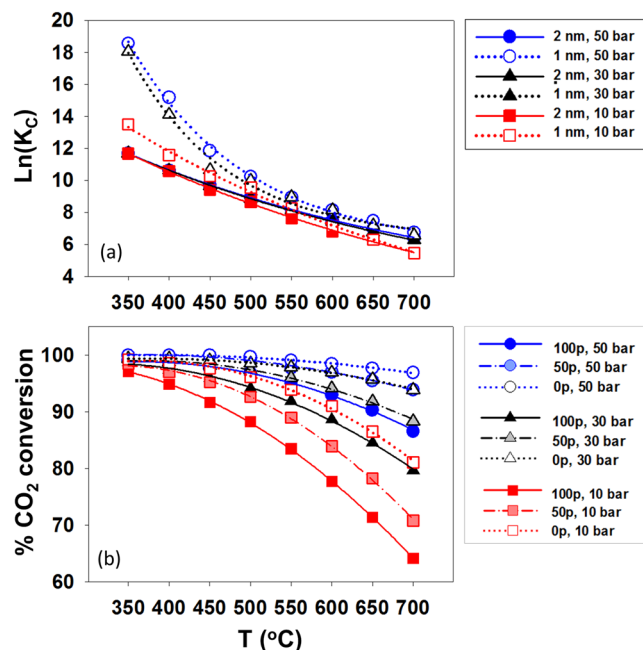 20
18
16
14
12
10
8
6
4
Ln(K_C)
(a)
350 400 450 500 550 600 650 700
2 nm, 50 bar
1 nm, 50 bar
2 nm, 30 bar
1 nm, 30 bar
2 nm, 10 bar
1 nm, 10 bar
100
90
80
70
60
% CO₂ conversion
(b)
350 400 450 500 550 600 650 700
T (°C)
100p, 50 bar
50p, 50 bar
0p, 50 bar
100p, 30 bar
50p, 30 bar
0p, 30 bar
100p, 10 bar
50p, 10 bar
0p, 10 bar